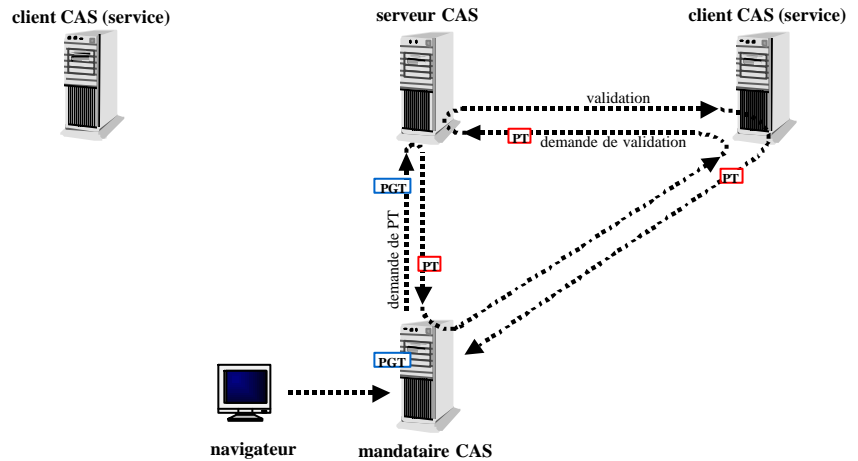 client CAS (service)
serveur CAS
client CAS (service)
validation
PT
demande de validation
PGT
PT
demande de PT
PT
PGT
navigateur
mandataire CAS